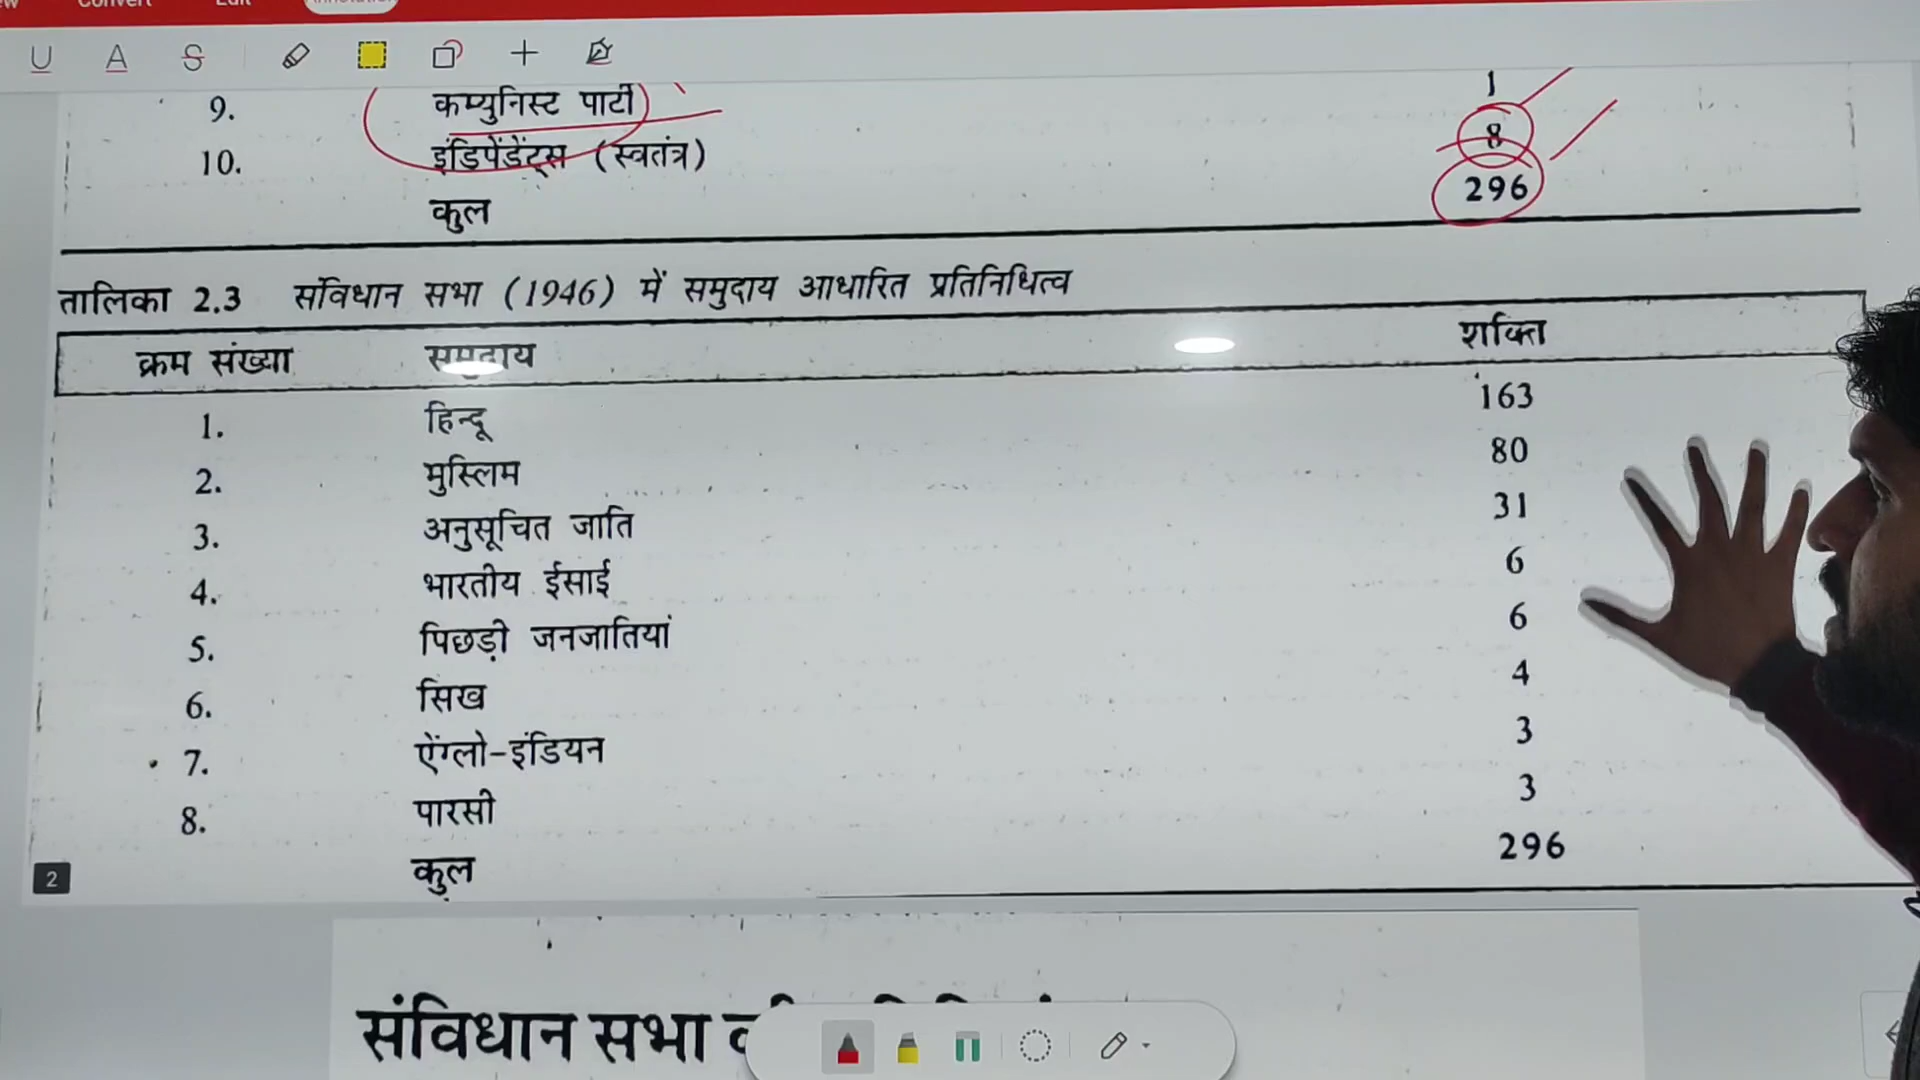 Convert Edit
U A S
9. कम्युनिस्ट पार्टी 1
10. इंडिपेंडेंट्स (स्वतंत्र) 8
कुल 296
तालिका 2.3 संविधान सभा (1946) में समुदाय आधारित प्रतिनिधित्व
क्रम संख्या समुदाय शक्ति
1. हिन्दू 163
2. मुस्लिम 80
3. अनुसूचित जाति 31
4. भारतीय ईसाई 6
5. पिछड़ी जनजातियां 6
6. सिख 4
7. ऐंग्लो-इंडियन 3
8. पारसी 3
कुल 296
2
संविधान सभा